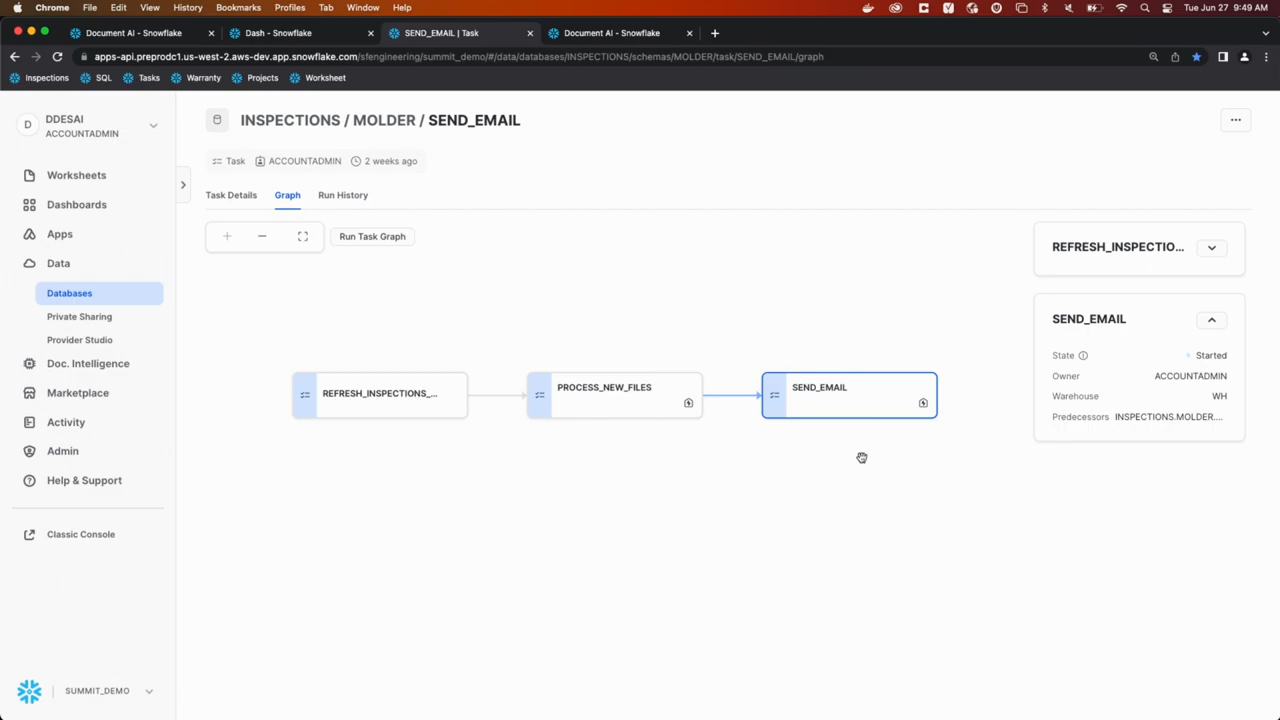 Chrome File Edit View History Bookmarks Profiles Tab Window Help Tue Jun 27 9:49 AM
Document AI - Snowflake Dash - Snowflake SEND_EMAIL | Task Document AI - Snowflake
apps-api.preprodc1.us-west-2.aws-dev.app.snowflake.com/sfengineering/summit_demo/#/data/databases/INSPECTIONS/schemas/MOLDER/task/SEND_EMAIL/graph
Inspections SQL Tasks Warranty Projects Worksheet
D DDESAI
ACCOUNTADMIN
Worksheets
Dashboards
Apps
Data
Databases
Private Sharing
Provider Studio
Doc. Intelligence
Marketplace
Activity
Admin
Help & Support
Classic Console
SUMMIT_DEMO
INSPECTIONS / MOLDER / SEND_EMAIL
Task ACCOUNTADMIN 2 weeks ago
Task Details Graph Run History
Run Task Graph
REFRESH_INSPECTIONS_...
PROCESS_NEW_FILES
SEND_EMAIL
REFRESH_INSPECTIO...
SEND_EMAIL
State Started
Owner ACCOUNTADMIN
Warehouse WH
Predecessors INSPECTIONS.MOLDER....